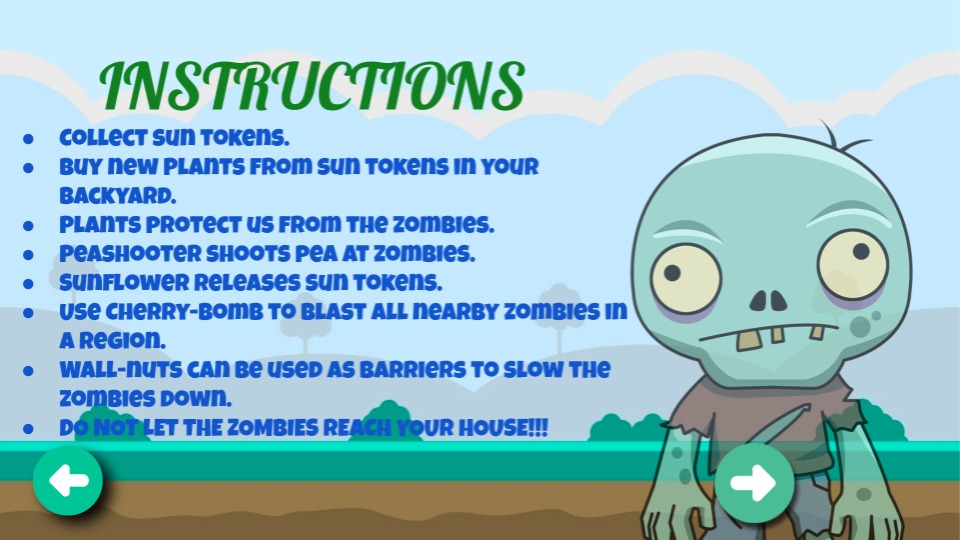 INSTRUCTIONS
● COLLECT SUN TOKENS.
● BUY NEW PLANTS FROM SUN TOKENS IN YOUR
BACKYARD.
● PLANTS PROTECT US FROM THE ZOMBIES.
● PEASHOOTER SHOOTS PEA AT ZOMBIES.
● SUNFLOWER RELEASES SUN TOKENS.
● USE CHERRY-BOMB TO BLAST ALL NEARBY ZOMBIES IN
A REGION.
● WALL-NUTS CAN BE USED AS BARRIERS TO SLOW THE
ZOMBIES DOWN.
● DO NOT LET THE ZOMBIES REACH YOUR HOUSE!!!